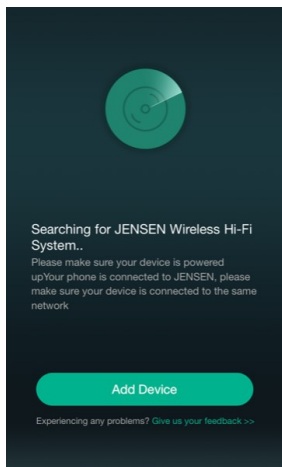 Searching for JENSEN Wireless Hi-Fi
System..
Please make sure your device is powered
upYour phone is connected to JENSEN, please
make sure your device is connected to the same
network
Add Device
Experiencing any problems? Give us your feedback >>